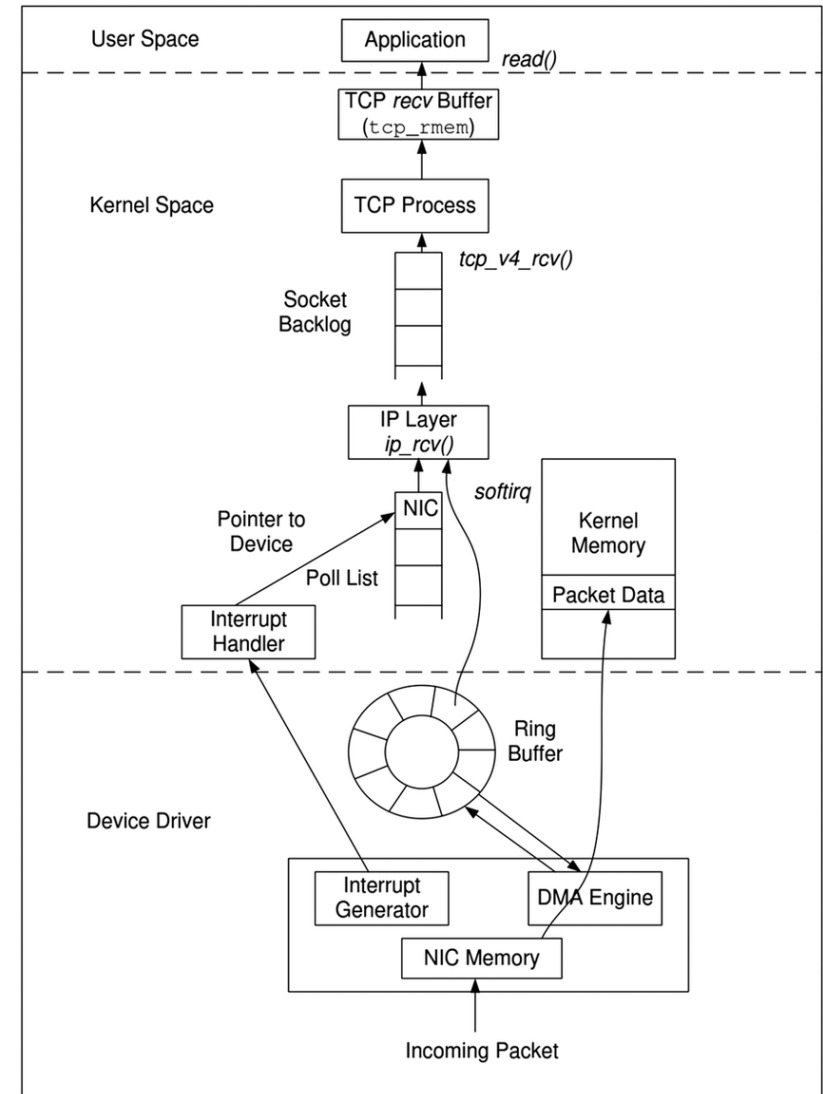 User Space
Application
read()
TCP recv Buffer
(tcp_rmem)
Kernel Space
TCP Process
tcp_v4_rcv()
Socket
Backlog
IP Layer
ip_rcv()
softirq
NIC
Pointer to
Device
Poll List
Kernel
Memory
Packet Data
Interrupt
Handler
Ring
Buffer
Device Driver
Interrupt
Generator
DMA Engine
NIC Memory
Incoming Packet